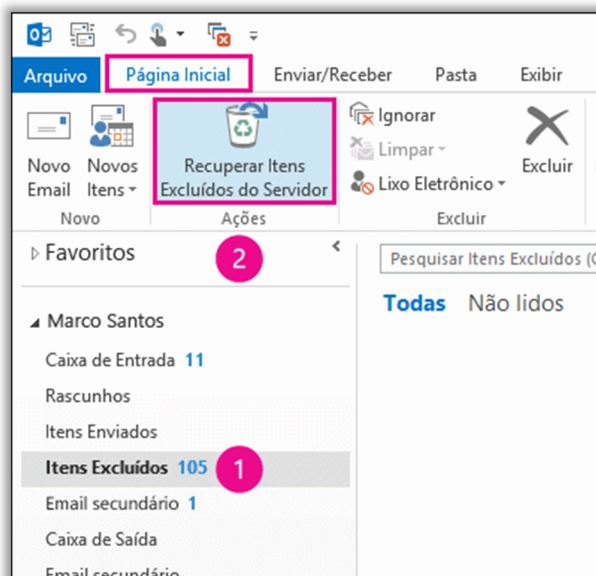 Arquivo
Página Inicial
Enviar/Receber
Pasta
Exibir
Novo
Email
Novos
Itens
Recuperar Itens
Excluídos do Servidor
Ignorar
Limpar
Lixo Eletrônico
Excluir
Novo
Ações
Excluir
Favoritos
2
Pesquisar Itens Excluídos (
Todas Não lidos
Marco Santos
Caixa de Entrada 11
Rascunhos
Itens Enviados
Itens Excluídos 105
1
Email secundário 1
Caixa de Saída
Email secundário